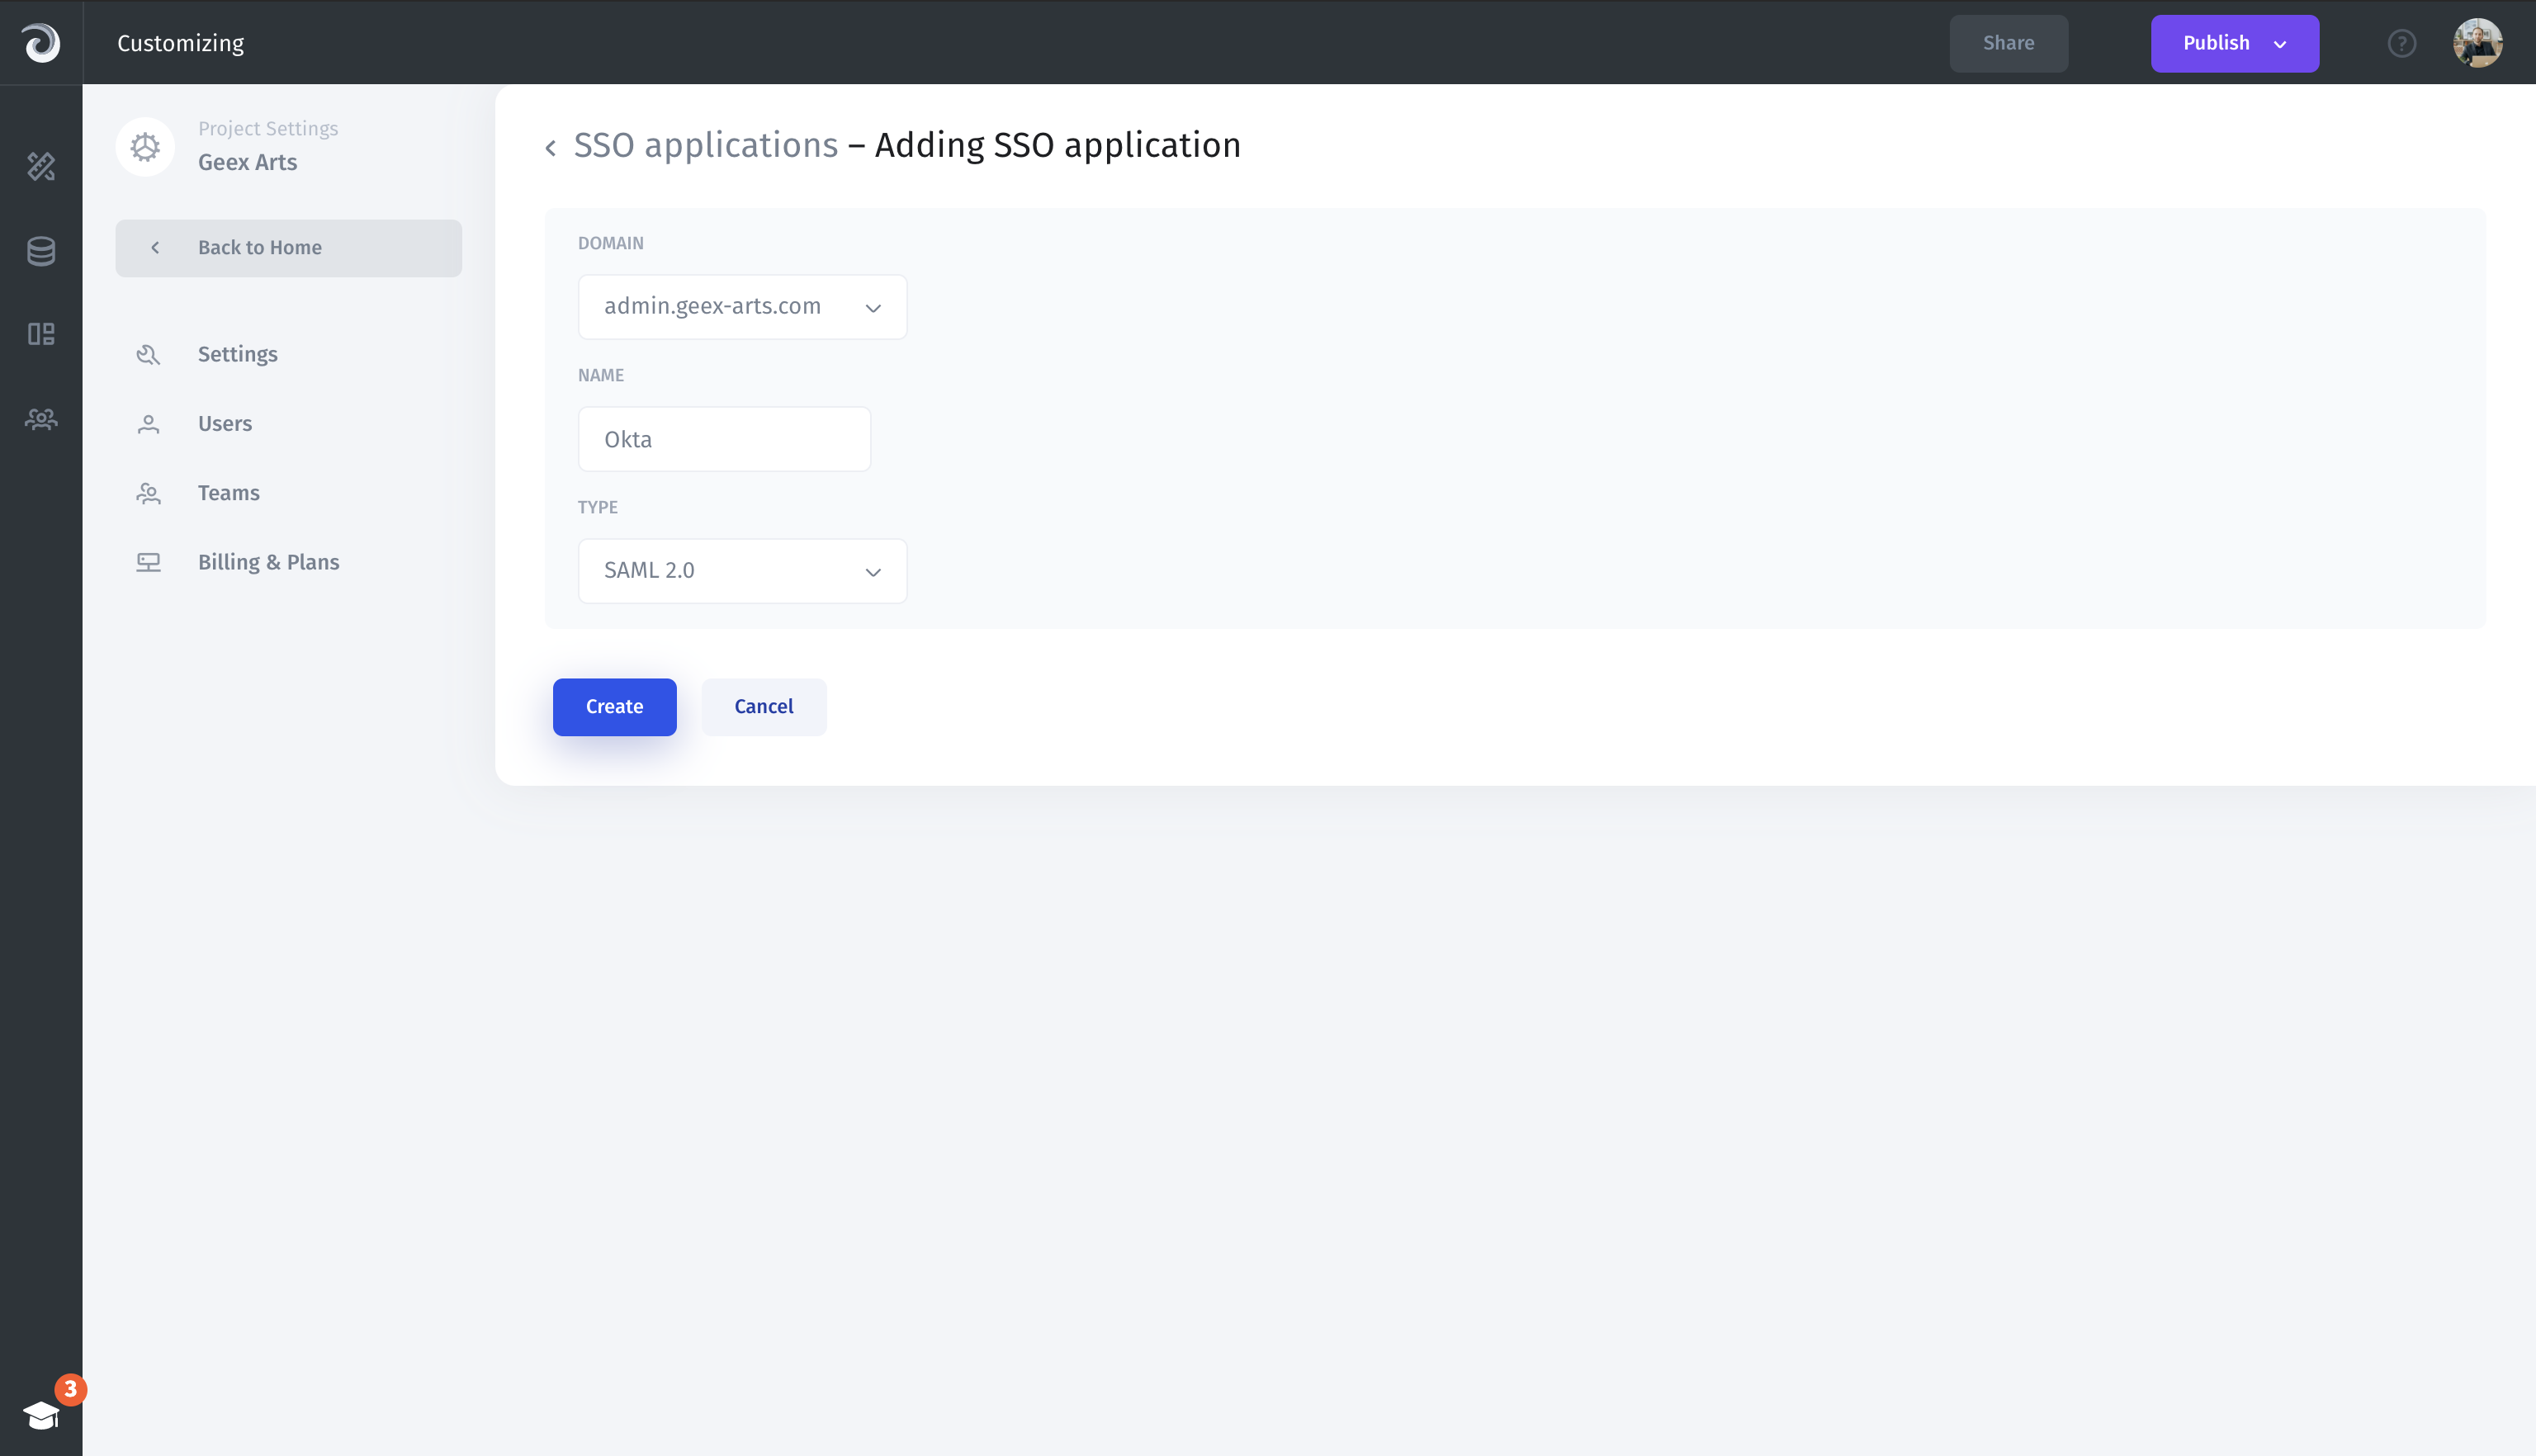 Customizing
Share
Publish
?
Project Settings
Geex Arts
Back to Home
Settings
Users
Teams
Billing & Plans
SSO applications – Adding SSO application
DOMAIN
admin.geex-arts.com
NAME
Okta
TYPE
SAML 2.0
Create
Cancel
3